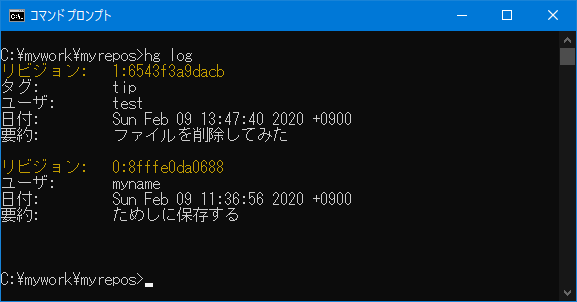 コマンドプロンプト
C:¥mywork¥myrepos>hg log
リビジョン: 1:6543f3a9dacb
タグ: tip
ユーザ: test
日付: Sun Feb 09 13:47:40 2020 +0900
要約: ファイルを削除してみた
リビジョン: 0:8fffe0da0688
ユーザ: myname
日付: Sun Feb 09 11:36:56 2020 +0900
要約: ためしに保存する
C:¥mywork¥myrepos>